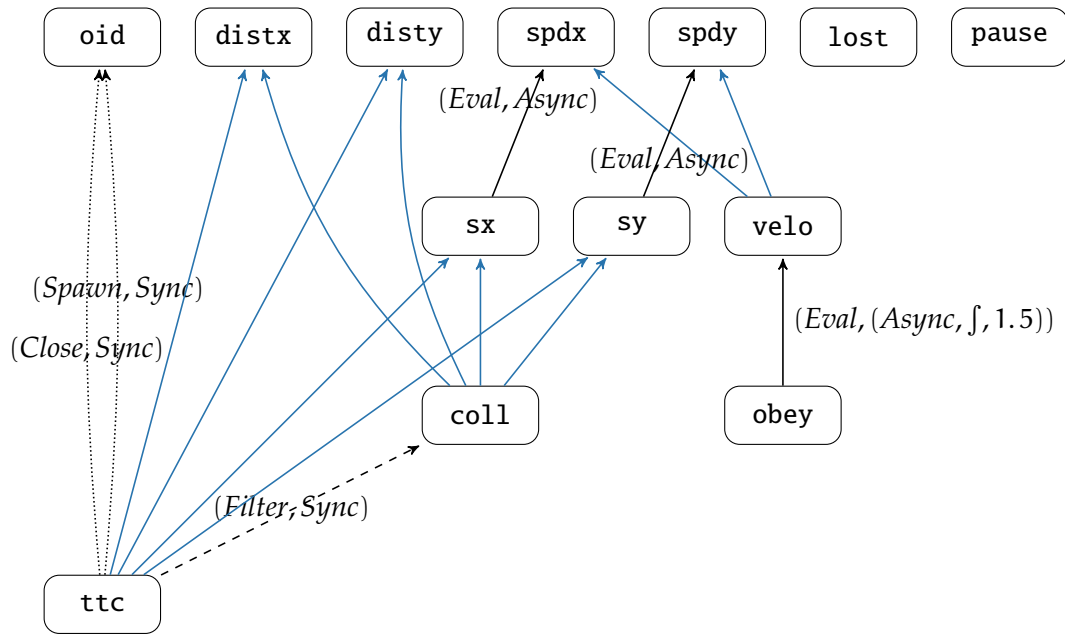 oid distx disty spdx spdy lost pause
(Eval, Async)
(Eval, Async)
sx sy velo
(Spawn, Sync)
(Eval, (Async, ∫, 1.5))
(Close, Sync)
coll obey
(Filter, Sync)
ttc